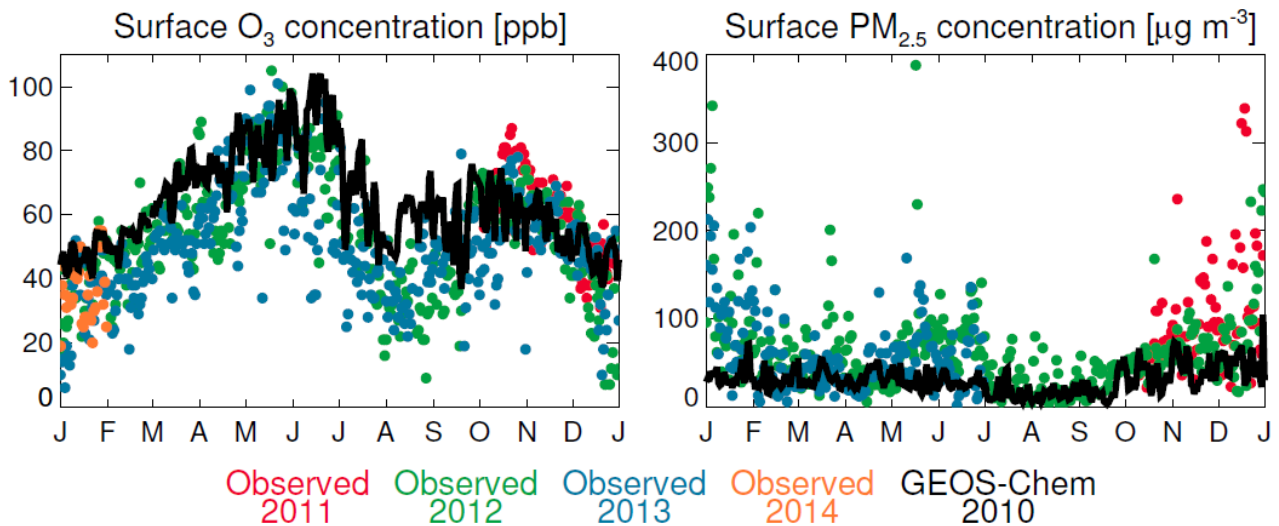 Surface O₃ concentration [ppb]
100
80
60
40
20
0
J F M A M J J A S O N D J
Surface PM₂.₅ concentration [μg m⁻³]
400
300
200
100
0
J F M A M J J A S O N D J
Observed Observed Observed Observed GEOS-Chem
2011 2012 2013 2014 2010